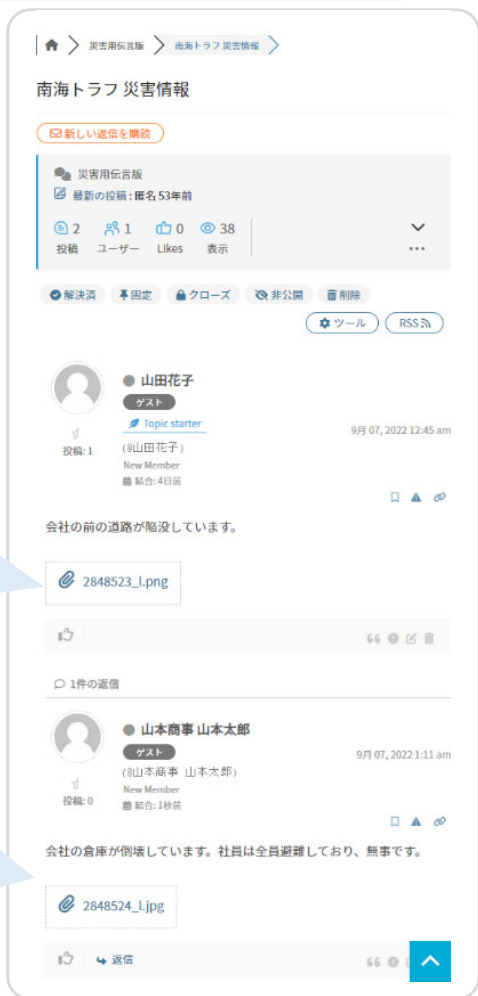 災害用伝言版 南海トラフ 災害情報
南海トラフ 災害情報
新しい返信を購読
災害用伝言版
最新の投稿 : 匿名 53年前
2 1 0 38
投稿 ユーザー Likes 表示
解決済 固定 クローズ 非公開 削除
ツール RSS
山田花子
ゲスト
Topic starter
9月 07, 2022 12:45 am
投稿: 1
(@山田花子)
New Member
結合: 4日前
会社の前の道路が陥没しています。
2848523_l.png
1件の返信
山本商事 山本太郎
ゲスト
9月 07, 2022 1:11 am
(@山本商事 山本太郎)
New Member
投稿: 0
結合: 1秒前
会社の倉庫が倒壊しています。社員は全員避難しており、無事です。
2848524_l.jpg
返信